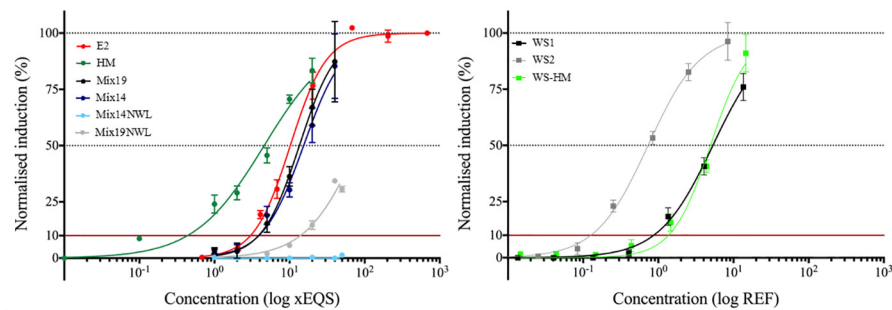 Normalised induction (%)
100
75
50
25
10
0
E2
HM
Mix19
Mix14
Mix14NWL
Mix19NWL
10-1 100 101 102 103
Concentration (log xEQS)
Normalised induction (%)
100
75
50
25
10
0
WS1
WS2
WS-HM
10-1 100 101 102 103
Concentration (log REF)